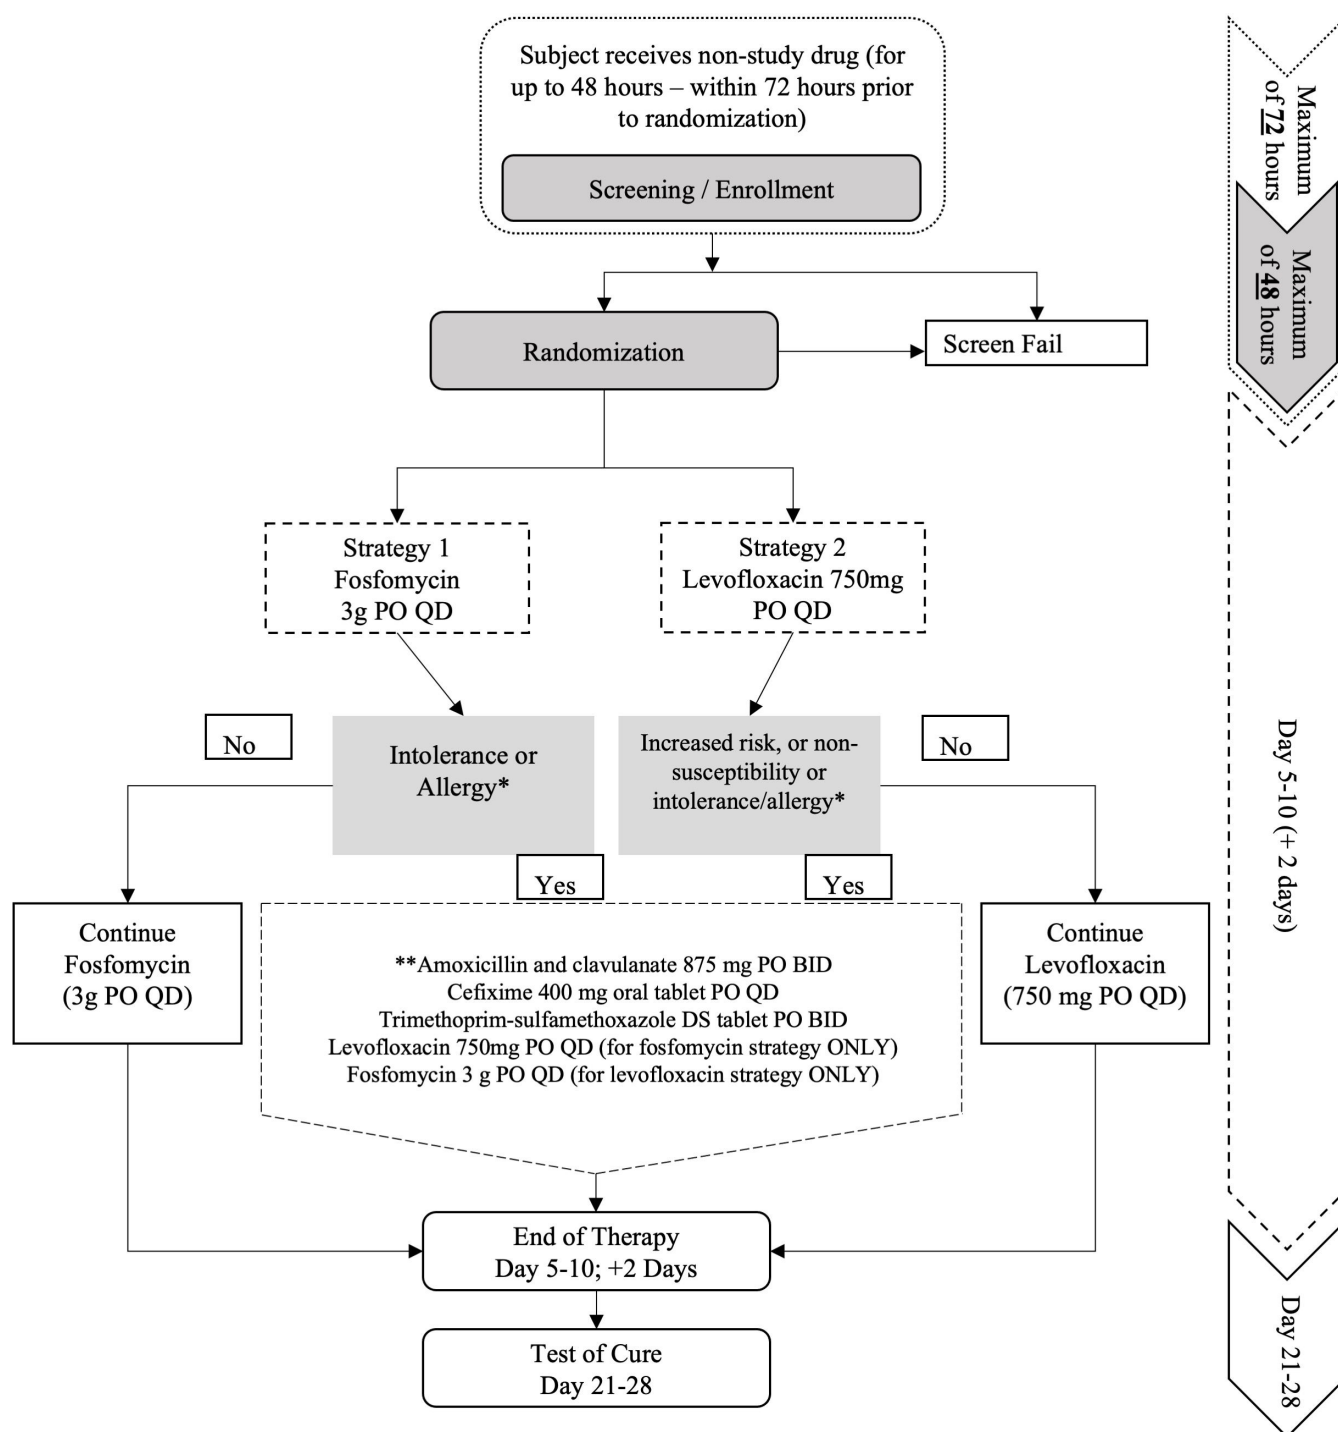 Subject receives non-study drug (for
up to 48 hours – within 72 hours prior
to randomization)
Screening / Enrollment
Maximum
of 72 hours
Maximum
of 48 hours
Randomization
Screen Fail
Strategy 1
Fosfomycin
3g PO QD
Strategy 2
Levofloxacin 750mg
PO QD
No
Intolerance or
Allergy*
Increased risk, or non-
susceptibility or
intolerance/allergy*
No
Yes
Yes
Continue
Fosfomycin
(3g PO QD)
**Amoxicillin and clavulanate 875 mg PO BID
Cefixime 400 mg oral tablet PO QD
Trimethoprim-sulfamethoxazole DS tablet PO BID
Levofloxacin 750mg PO QD (for fosfomycin strategy ONLY)
Fosfomycin 3 g PO QD (for levofloxacin strategy ONLY)
Continue
Levofloxacin
(750 mg PO QD)
Day 5-10 (+ 2 days)
End of Therapy
Day 5-10; +2 Days
Test of Cure
Day 21-28
Day 21-28